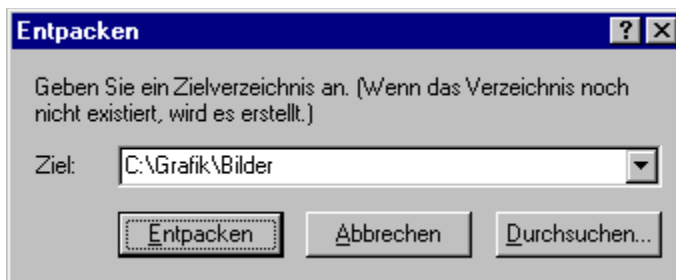 Entpacken
Geben Sie ein Zielverzeichnis an. (Wenn das Verzeichnis noch
nicht existiert, wird es erstellt.)
Ziel: C:\Grafik\Bilder
Entpacken Abbrechen Durchsuchen...